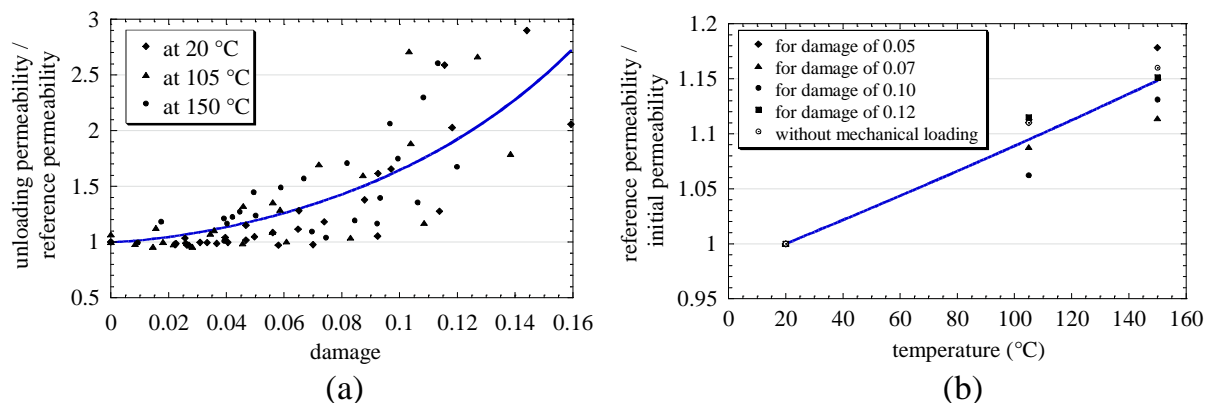 unloading permeability /
reference permeability
3
2.5
2
1.5
1
0.5
at 20 °C
at 105 °C
at 150 °C
0 0.02 0.04 0.06 0.08 0.1 0.12 0.14 0.16
damage
(a)
reference permeability /
initial permeability
1.2
1.15
1.1
1.05
1
0.95
for damage of 0.05
for damage of 0.07
for damage of 0.10
for damage of 0.12
without mechanical loading
0 20 40 60 80 100 120 140 160
temperature (°C)
(b)